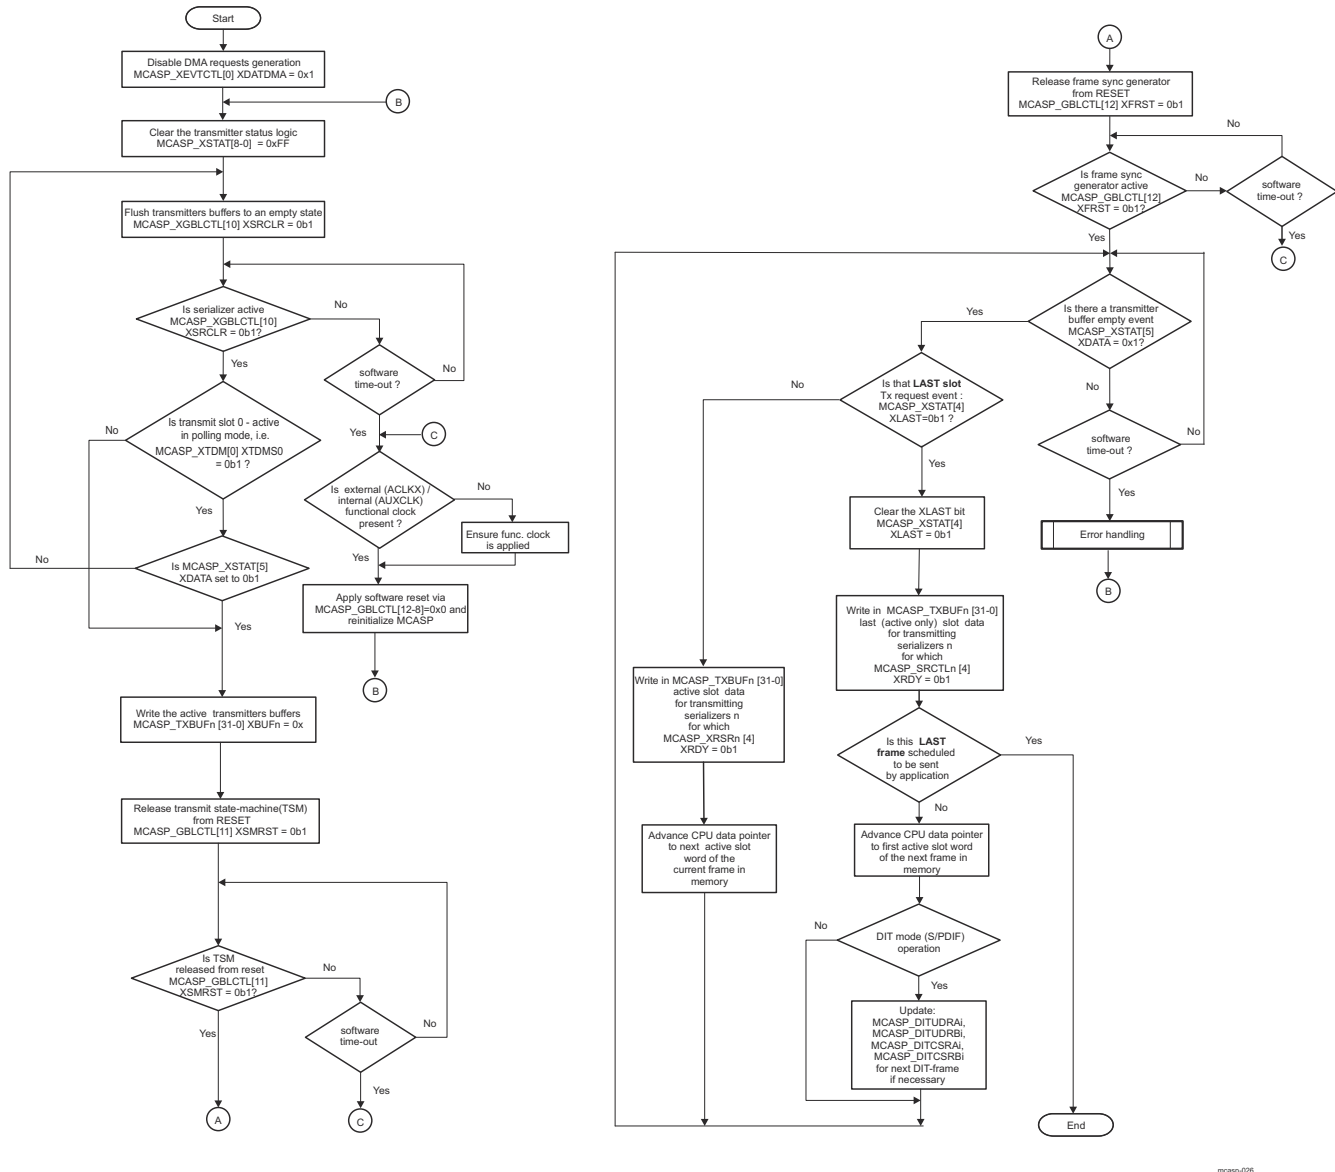 Start
Disable DMA requests generation
MCASP_XEVTCTL[0] XDATDMA = 0x1
B
Clear the transmitter status logic
MCASP_XSTAT[8-0] = 0xFF
Flush transmitters buffers to an empty state
MCASP_XGBLCTL[10] XSRCLR = 0b1
Is serializer active
MCASP_XGBLCTL[10]
XSRCLR = 0b1?
No
Yes
software
time-out ?
No
Yes
C
Is transmit slot 0 - active
in polling mode, i.e.
MCASP_XTDM[0] XTDMS0
= 0b1 ?
No
Yes
Is external (ACLKX) /
internal (AUXCLK)
functional clock
present ?
No
Ensure func. clock
is applied
Yes
Is MCASP_XSTAT[5]
XDATA set to 0b1
No
Yes
Apply software reset via
MCASP_GBLCTL[12-8]=0x0 and
reinitialize MCASP
B
Write the active transmitters buffers
MCASP_TXBUFn [31-0] XBUFn = 0x
Release transmit state-machine(TSM)
from RESET
MCASP_GBLCTL[11] XSMRST = 0b1
Is TSM
released from reset
MCASP_GBLCTL[11]
XSMRST = 0b1?
No
Yes
software
time-out
No
Yes
A
C
A
Release frame sync generator
from RESET
MCASP_GBLCTL[12] XFRST = 0b1
No
Is frame sync
generator active
MCASP_GBLCTL[12]
XFRST = 0b1?
No
software
time-out ?
Yes
Yes
C
Is there a transmitter
buffer empty event
MCASP_XSTAT[5]
XDATA = 0x1?
Yes
No
Is that LAST slot
Tx request event :
MCASP_XSTAT[4]
XLAST=0b1 ?
No
Yes
software
time-out ?
No
Yes
Error handling
B
Clear the XLAST bit
MCASP_XSTAT[4]
XLAST = 0b1
Write in MCASP_TXBUFn [31-0]
last (active only) slot data
for transmitting
serializers n
for which
MCASP_SRCTLn [4]
XRDY = 0b1
Write in MCASP_TXBUFn [31-0]
active slot data
for transmitting
serializers n
for which
MCASP_XRSRn [4]
XRDY = 0b1
Is this LAST
frame scheduled
to be sent
by application
Yes
No
Advance CPU data pointer
to next active slot
word of the
current frame in
memory
Advance CPU data pointer
to first active slot word
of the next frame in
memory
DIT mode (S/PDIF)
operation
No
Yes
Update:
MCASP_DITUDRAi,
MCASP_DITUDRBi,
MCASP_DITCSRAi,
MCASP_DITCSRBi
for next DIT-frame
if necessary
End
mcasp-026